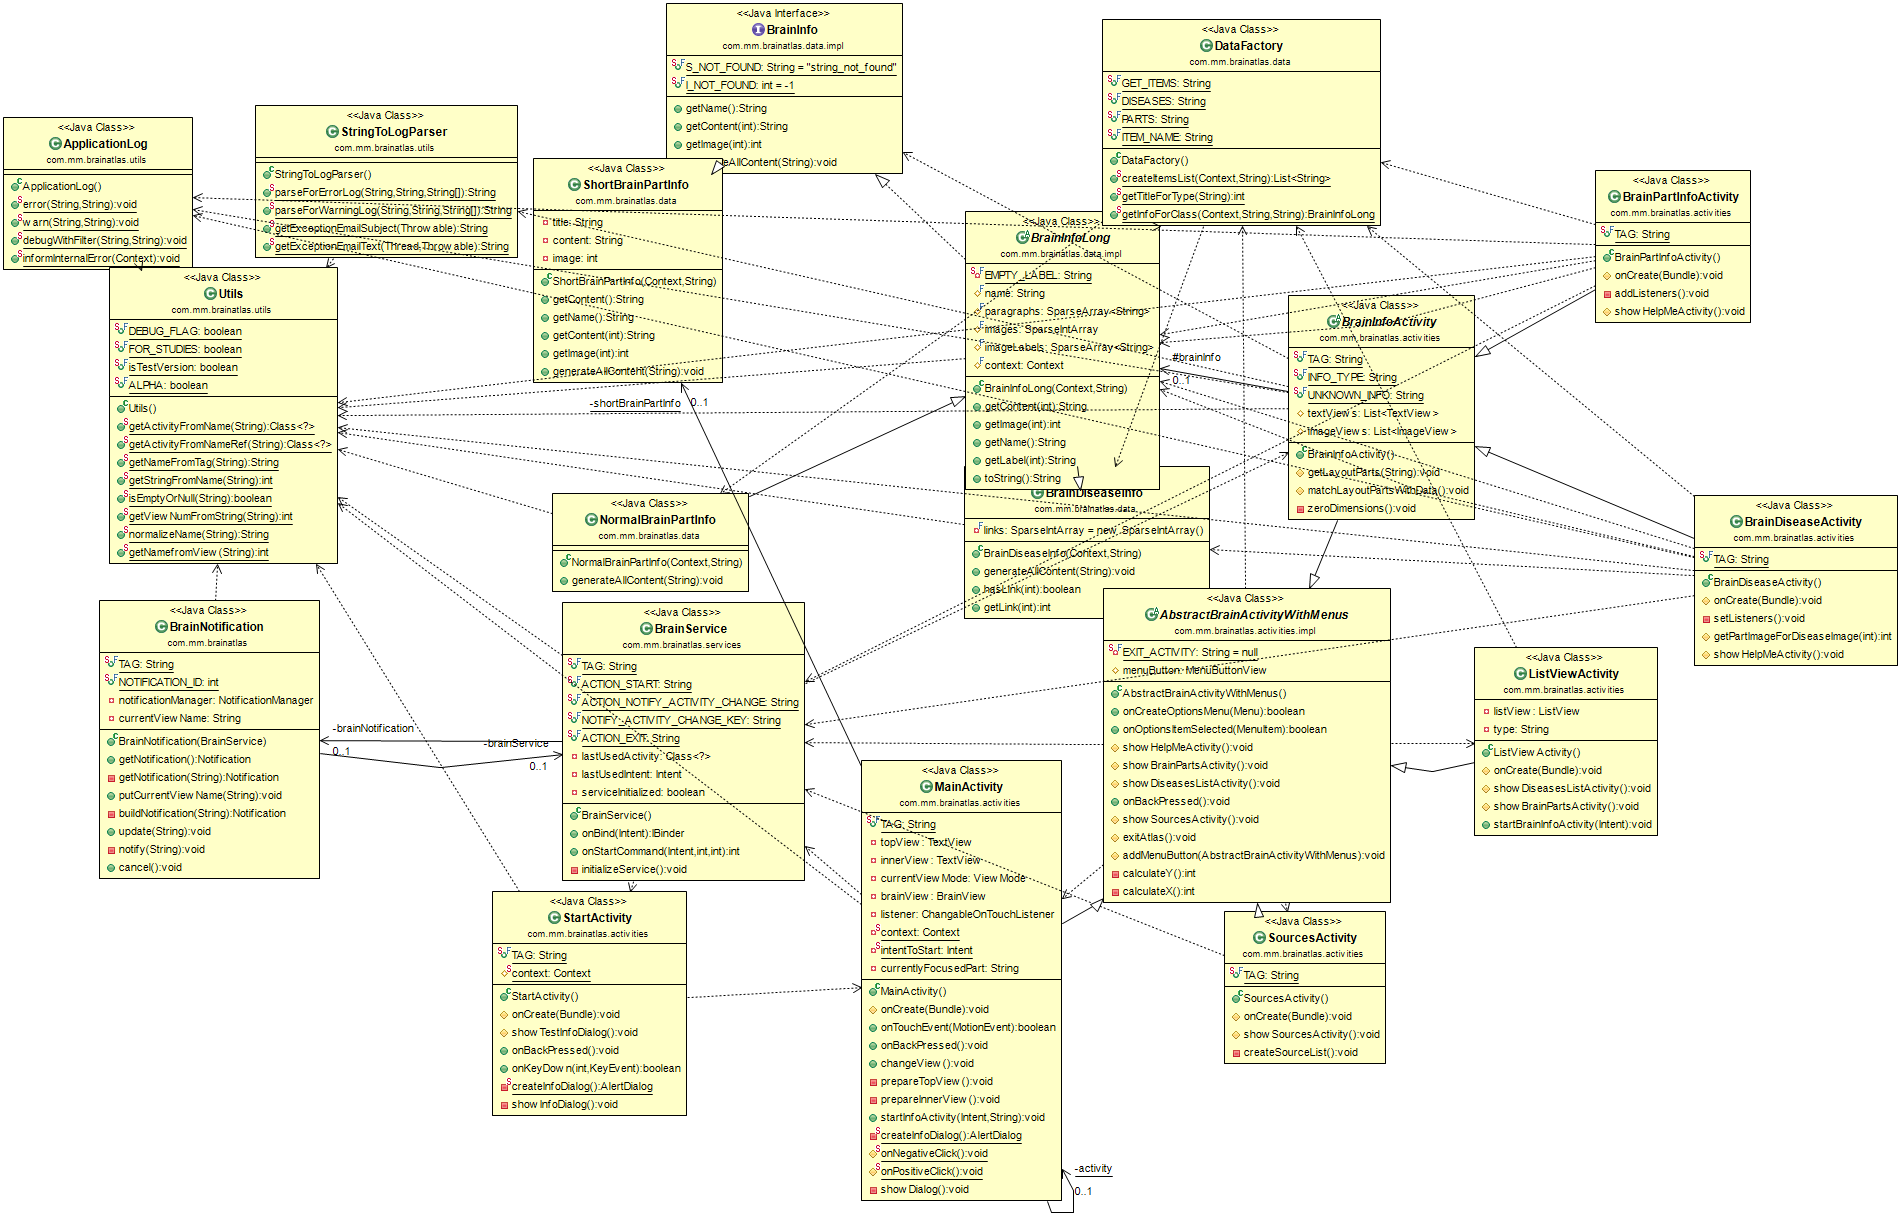 <<Java Interface>>
BrainInfo
com.mm.brainatlas.data.impl
S_NOT_FOUND: String = "string_not_found"
I_NOT_FOUND: int = -1
getName():String
getContent(int):String
getImage(int):int
AllContent(String):void
<<Java Class>>
DataFactory
com.mm.brainatlas.data
GET_ITEMS: String
DISEASES: String
PARTS: String
ITEM_NAME: String
DataFactory()
createItemsList(Context,String):List<String>
getTitleForType(String):int
getInfoForClass(Context,String,String):BrainInfoLong
<<Java Class>>
ApplicationLog
com.mm.brainatlas.utils
ApplicationLog()
error(String,String):void
warn(String,String):void
debugWithFilter(String,String):void
informInternalError(Context):void
<<Java Class>>
StringToLogParser
com.mm.brainatlas.utils
StringToLogParser()
parseForErrorLog(String,String,String[]):String
parseForWarningLog(String,String,String[]):String
getExceptionEmailSubject(Throwable):String
getExceptionEmailText(Thread,Throwable):String
<<Java Class>>
ShortBrainPartInfo
com.mm.brainatlas.data
title: String
content: String
image: int
ShortBrainPartInfo(Context,String)
getContent():String
getName():String
getContent(int):String
getImage(int):int
generateAllContent(String):void
<<Java Class>>
BrainInfoLong
com.mm.brainatlas.data.impl
EMPTY_LABEL: String
name: String
paragraphs: SparseArray<String>
images: SparseIntArray
imageLabels: SparseArray<String>
context: Context
BrainInfoLong(Context,String)
getContent(int):String
getImage(int):int
getName():String
getLabel(int):String
toString():String
<<Java Class>>
BrainPartInfoActivity
com.mm.brainatlas.activities
TAG: String
BrainPartInfoActivity()
onCreate(Bundle):void
addListeners():void
showHelpMeActivity():void
<<Java Class>>
Utils
com.mm.brainatlas.utils
DEBUG_FLAG: boolean
FOR_STUDIES: boolean
isTestVersion: boolean
ALPHA: boolean
Utils()
getActivityFromName(String):Class<?>
getActivityFromNameRef(String):Class<?>
getNameFromTag(String):String
getStringFromName(String):int
isEmptyOrNull(String):boolean
getViewNumFromString(String):int
normalizeName(String):String
getNamefromView(String):int
<<Java Class>>
BrainInfoActivity
com.mm.brainatlas.activities
TAG: String
INFO_TYPE: String
UNKNOWN_INFO: String
textViews: List<TextView>
imageViews: List<ImageView>
BrainInfoActivity()
getLayoutParts(String):void
matchLayoutPartsWithData():void
zeroDimensions():void
#brainInfo
0..1
-shortBrainPartInfo
0..1
<<Java Class>>
NormalBrainPartInfo
com.mm.brainatlas.data
NormalBrainPartInfo(Context,String)
generateAllContent(String):void
BrainDiseaseInfo
com.mm.brainatlas.data
links: SparseIntArray = new SparseIntArray()
BrainDiseaseInfo(Context,String)
generateAllContent(String):void
hasLink(int):boolean
getLink(int):int
<<Java Class>>
BrainDiseaseActivity
com.mm.brainatlas.activities
TAG: String
BrainDiseaseActivity()
onCreate(Bundle):void
setListeners():void
getPartImageForDiseaseImage(int):int
showHelpMeActivity():void
<<Java Class>>
BrainNotification
com.mm.brainatlas
TAG: String
NOTIFICATION_ID: int
notificationManager: NotificationManager
currentViewName: String
BrainNotification(BrainService)
getNotification():Notification
getNotification(String):Notification
putCurrentViewName(String):void
buildNotification(String):Notification
update(String):void
notify(String):void
cancel():void
-brainNotification
0..1
-brainService
0..1
<<Java Class>>
BrainService
com.mm.brainatlas.services
TAG: String
ACTION_START: String
ACTION_NOTIFY_ACTIVITY_CHANGE: String
NOTIFY_ACTIVITY_CHANGE_KEY: String
ACTION_EXIT: String
lastUsedActivity: Class<?>
lastUsedIntent: Intent
serviceInitialized: boolean
BrainService()
onBind(Intent):IBinder
onStartCommand(Intent,int,int):int
initializeService():void
<<Java Class>>
AbstractBrainActivityWithMenus
com.mm.brainatlas.activities.impl
EXIT_ACTIVITY: String = null
menuButton: MenuButtonView
AbstractBrainActivityWithMenus()
onCreateOptionsMenu(Menu):boolean
onOptionsItemSelected(MenuItem):boolean
showHelpMeActivity():void
showBrainPartsActivity():void
showDiseasesListActivity():void
onBackPressed():void
showSourcesActivity():void
exitAtlas():void
addMenuButton(AbstractBrainActivityWithMenus):void
calculateY():int
calculateX():int
<<Java Class>>
ListViewActivity
com.mm.brainatlas.activities
listView: ListView
type: String
ListViewActivity()
onCreate(Bundle):void
showDiseasesListActivity():void
showBrainPartsActivity():void
startBrainInfoActivity(Intent):void
<<Java Class>>
MainActivity
com.mm.brainatlas.activities
TAG: String
topView: TextView
innerView: TextView
currentViewMode: ViewMode
brainView: BrainView
listener: ChangableOnTouchListener
context: Context
intentToStart: Intent
currentlyFocusedPart: String
MainActivity()
onCreate(Bundle):void
onTouchEvent(MotionEvent):boolean
onBackPressed():void
changeView():void
prepareTopView():void
prepareInnerView():void
startInfoActivity(Intent,String):void
createInfoDialog():AlertDialog
onNegativeClick():void
onPositiveClick():void
showDialog():void
-activity
0..1
<<Java Class>>
StartActivity
com.mm.brainatlas.activities
TAG: String
context: Context
StartActivity()
onCreate(Bundle):void
showTestInfoDialog():void
onBackPressed():void
onKeyDown(int,KeyEvent):boolean
createInfoDialog():AlertDialog
showInfoDialog():void
<<Java Class>>
SourcesActivity
com.mm.brainatlas.activities
TAG: String
SourcesActivity()
onCreate(Bundle):void
showSourcesActivity():void
createSourceList():void